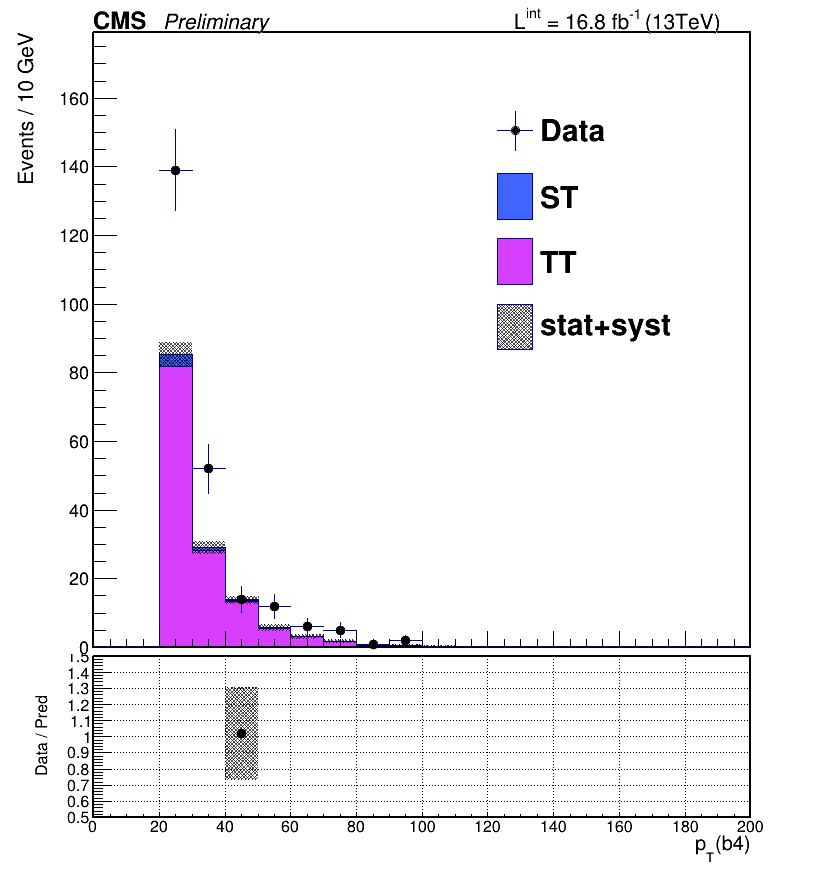 CMS Preliminary L^int = 16.8 fb^-1 (13TeV)
Events / 10 GeV
160
140
120
100
80
60
40
20
0
Data
ST
TT
stat+syst
Data / Pred
1.5
1.4
1.3
1.2
1.1
1
0.9
0.8
0.7
0.6
0.5
0 20 40 60 80 100 120 140 160 180 200
p_T(b4)